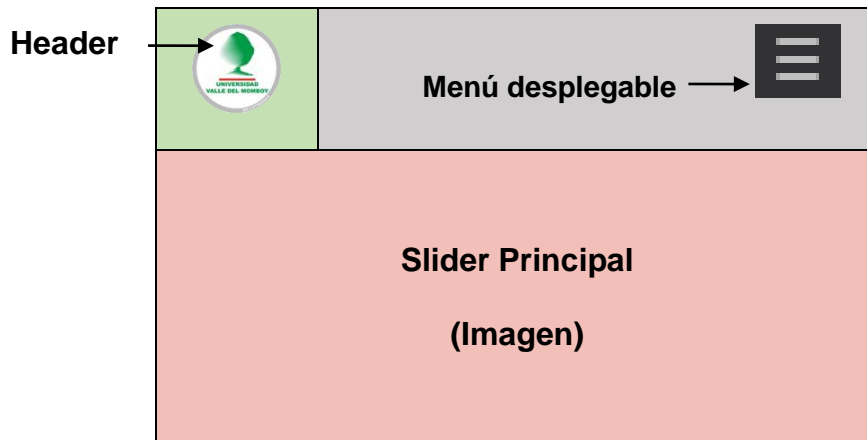 Header
UNIVERSIDAD
VALLE DEL MOMBOY
Menú desplegable
Slider Principal
(Imagen)